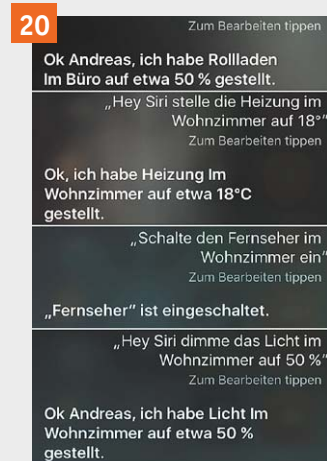 20
Zum Bearbeiten tippen
Ok Andreas, ich habe Rollladen
Im Büro auf etwa 50 % gestellt.
„Hey Siri stelle die Heizung im
Wohnzimmer auf 18°"
Zum Bearbeiten tippen
Ok, ich habe Heizung Im
Wohnzimmer auf etwa 18°C
gestellt.
„Schalte den Fernseher im
Wohnzimmer ein"
Zum Bearbeiten tippen
„Fernseher" ist eingeschaltet.
„Hey Siri dimme das Licht im
Wohnzimmer auf 50 %"
Zum Bearbeiten tippen
Ok Andreas, ich habe Licht Im
Wohnzimmer auf etwa 50 %
gestellt.